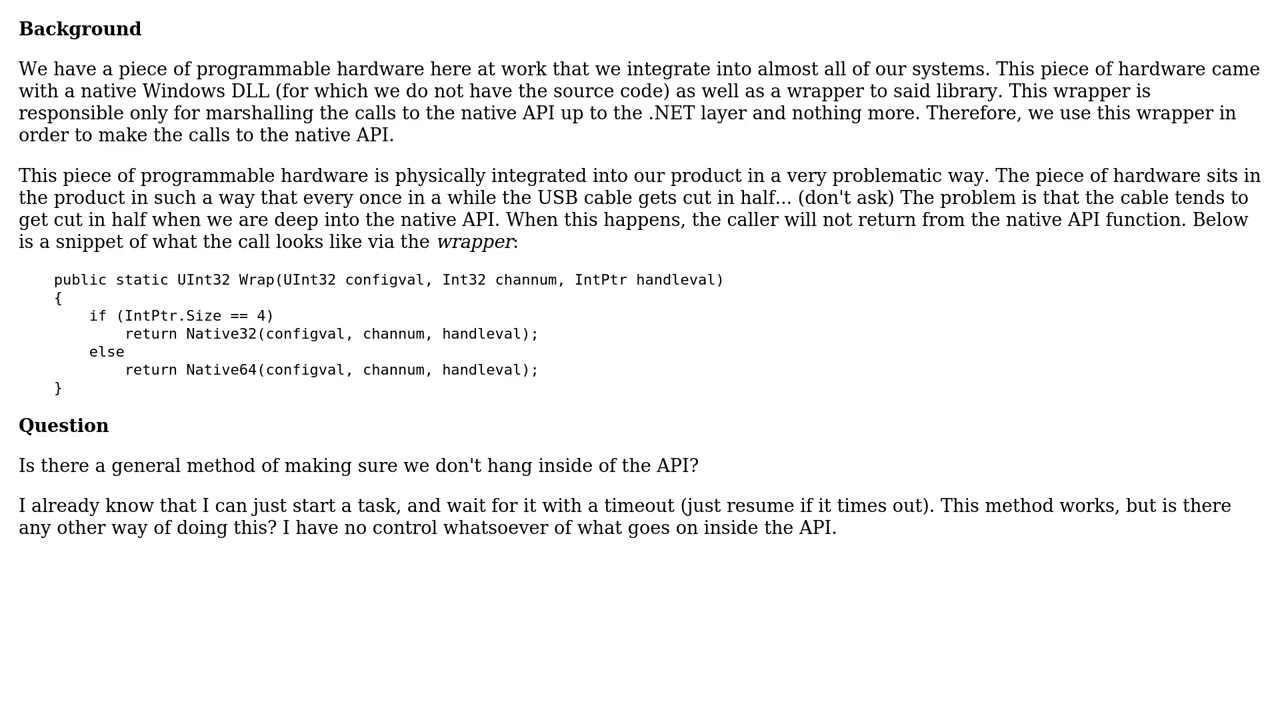 Background
We have a piece of programmable hardware here at work that we integrate into almost all of our systems. This piece of hardware came
with a native Windows DLL (for which we do not have the source code) as well as a wrapper to said library. This wrapper is
responsible only for marshalling the calls to the native API up to the .NET layer and nothing more. Therefore, we use this wrapper in
order to make the calls to the native API.
This piece of programmable hardware is physically integrated into our product in a very problematic way. The piece of hardware sits in
the product in such a way that every once in a while the USB cable gets cut in half... (don't ask) The problem is that the cable tends to
get cut in half when we are deep into the native API. When this happens, the caller will not return from the native API function. Below
is a snippet of what the call looks like via the wrapper:
public static UInt32 Wrap(UInt32 configval, Int32 channum, IntPtr handleval)
{
    if (IntPtr.Size == 4)
        return Native32(configval, channum, handleval);
    else
        return Native64(configval, channum, handleval);
}
Question
Is there a general method of making sure we don't hang inside of the API?
I already know that I can just start a task, and wait for it with a timeout (just resume if it times out). This method works, but is there
any other way of doing this? I have no control whatsoever of what goes on inside the API.